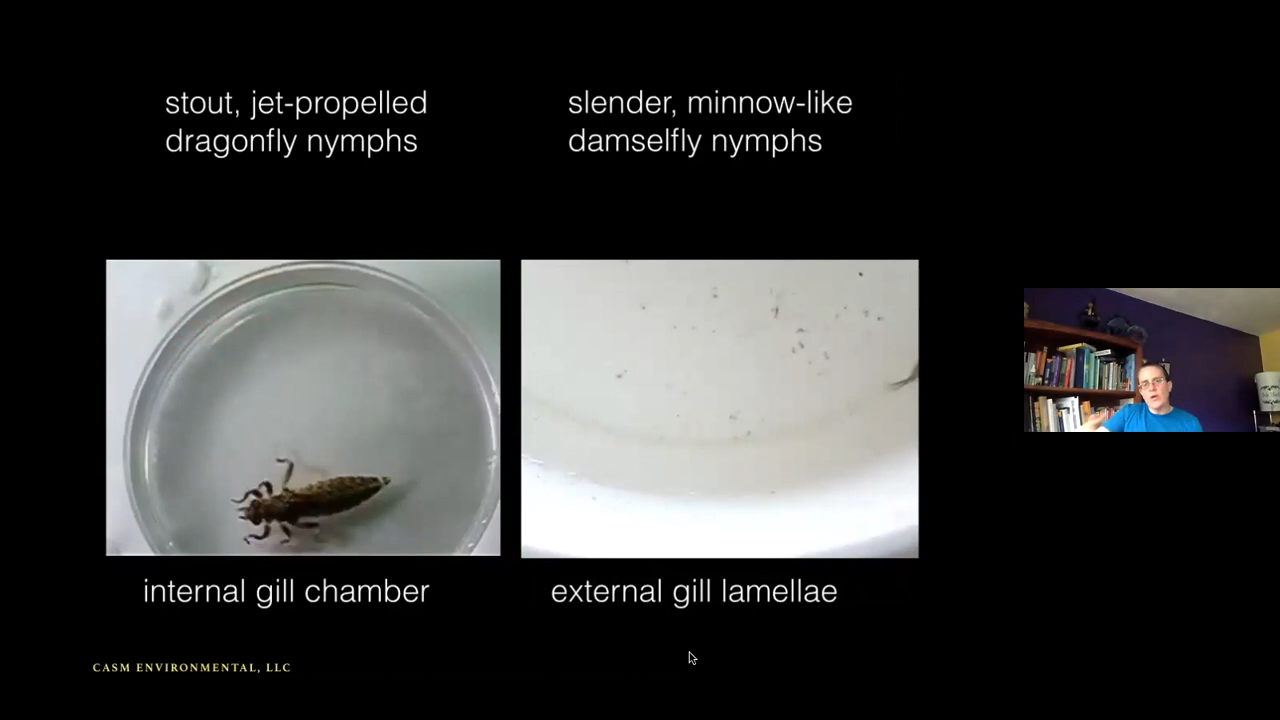 stout, jet-propelled
dragonfly nymphs
slender, minnow-like
damselfly nymphs
internal gill chamber
external gill lamellae
CASM ENVIRONMENTAL, LLC